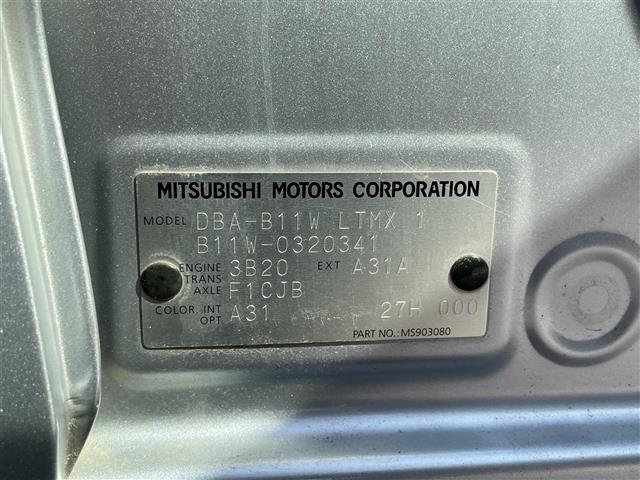 MITSUBISHI MOTORS CORPORATION
MODEL DBA-B11W LTMX 1
B11W-0320341
ENGINE 3B20 EXT A31A
TRANS
AXLE F1CJB
COLOR. INT A31 27H 000
OPT
PART NO.:MS903080